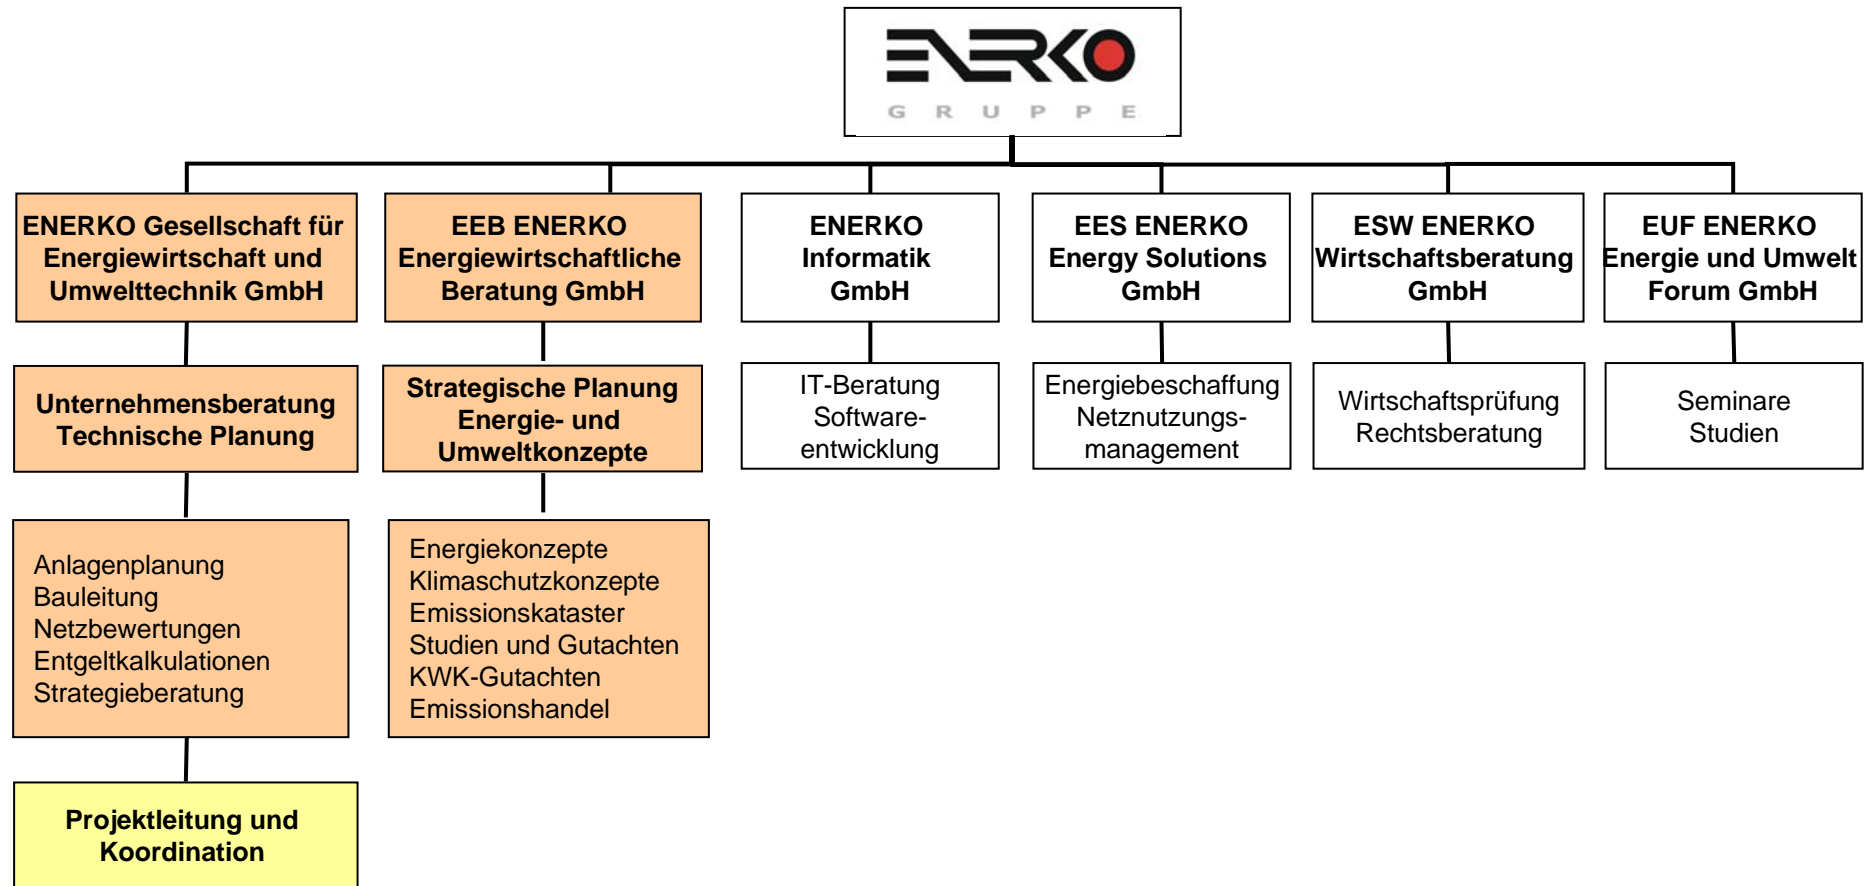 ENERKO
GRUPPE
ENERKO Gesellschaft für
Energiewirtschaft und
Umwelttechnik GmbH
EEB ENERKO
Energiewirtschaftliche
Beratung GmbH
ENERKO
Informatik
GmbH
EES ENERKO
Energy Solutions
GmbH
ESW ENERKO
Wirtschaftsberatung
GmbH
EUF ENERKO
Energie und Umwelt
Forum GmbH
Unternehmensberatung
Technische Planung
Strategische Planung
Energie- und
Umweltkonzepte
IT-Beratung
Software-
entwicklung
Energiebeschaffung
Netznutzungs-
management
Wirtschaftsprüfung
Rechtsberatung
Seminare
Studien
Anlagenplanung
Bauleitung
Netzbewertungen
Entgeltkalkulationen
Strategieberatung
Energiekonzepte
Klimaschutzkonzepte
Emissionskataster
Studien und Gutachten
KWK-Gutachten
Emissionshandel
Projektleitung und
Koordination